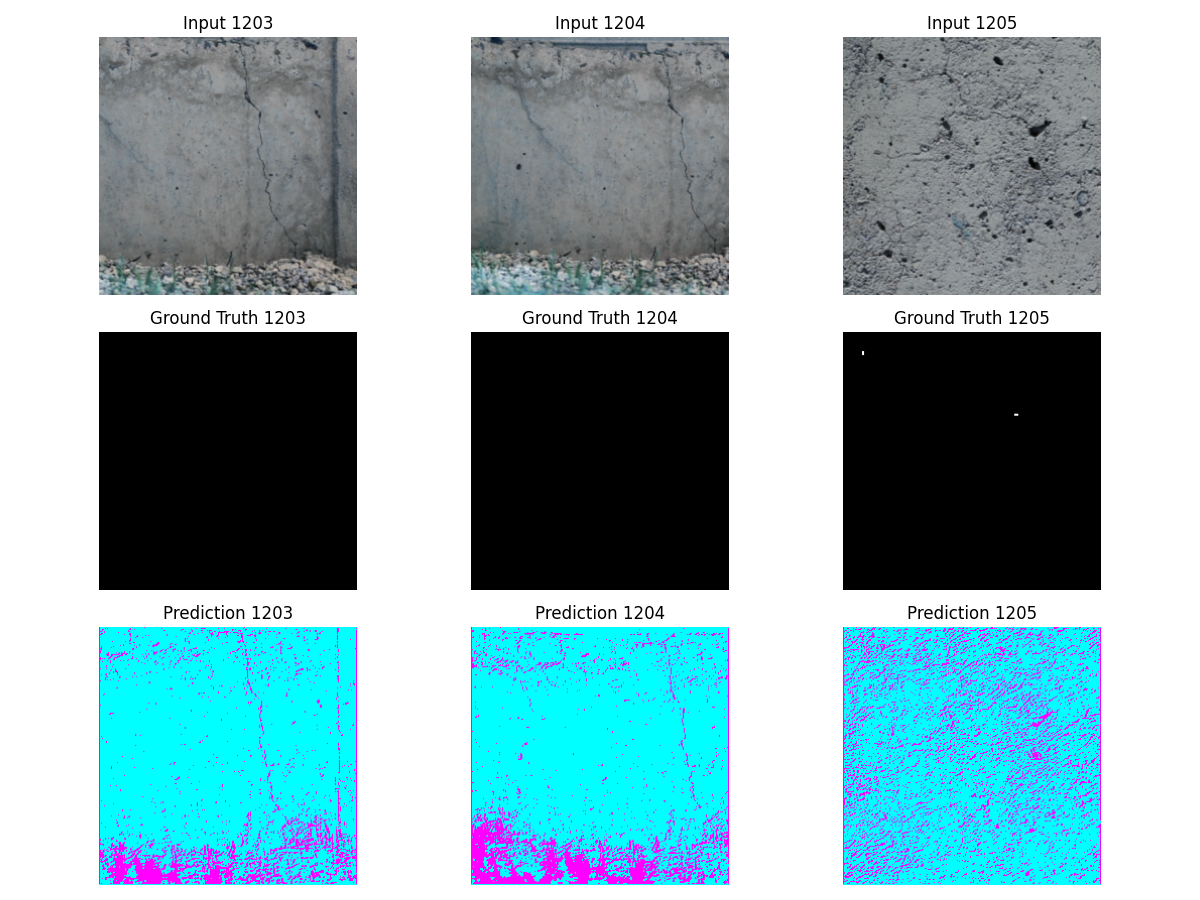 Input 1203
Input 1204
Input 1205
Ground Truth 1203
Ground Truth 1204
Ground Truth 1205
Prediction 1203
Prediction 1204
Prediction 1205